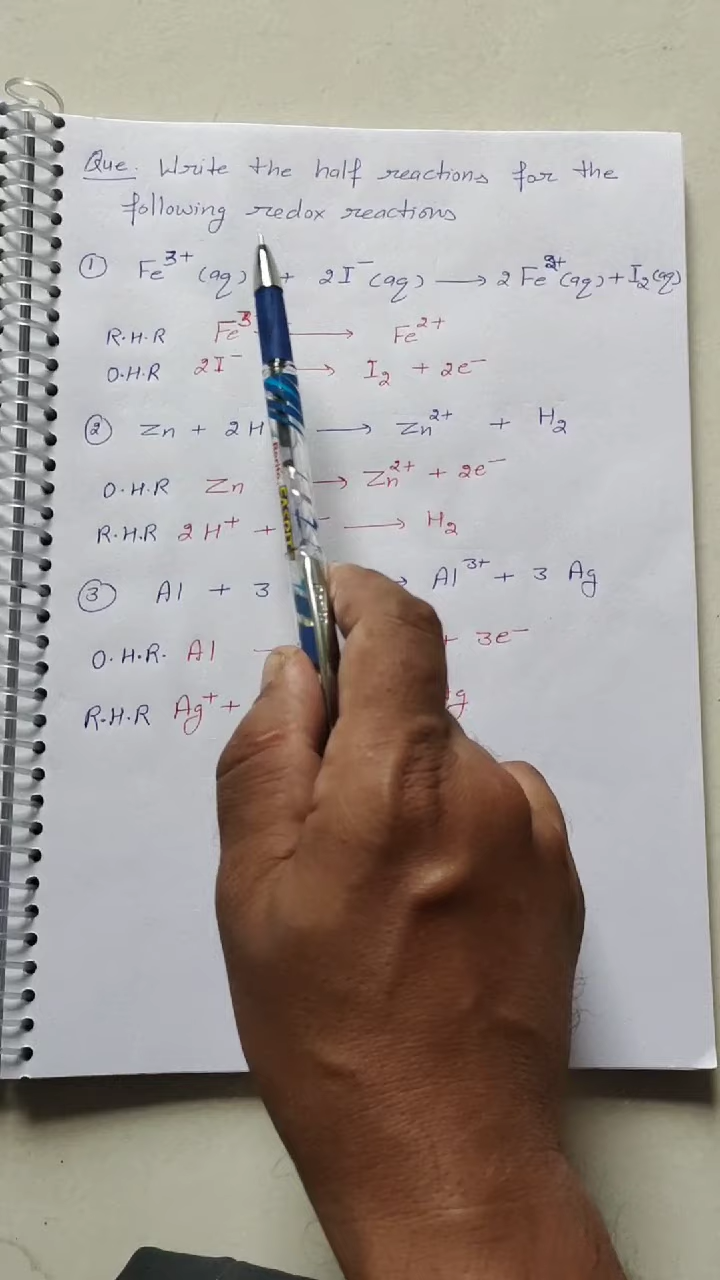 Que. Write the half reactions for the
following redox reactions
① Fe³⁺(aq) + 2I⁻(aq) ⟶ 2Fe²⁺(aq) + I₂(aq)
R.H.R Fe³ ⟶ Fe²⁺
O.H.R 2I⁻ ⟶ I₂ + 2e⁻
② Zn + 2H ⟶ Zn²⁺ + H₂
O.H.R Zn ⟶ Zn²⁺ + 2e⁻
R.H.R 2H⁺ + ⟶ H₂
③ Al + 3 ⟶ Al³⁺ + 3 Ag
O.H.R. Al + 3e⁻
R.H.R Ag⁺ +